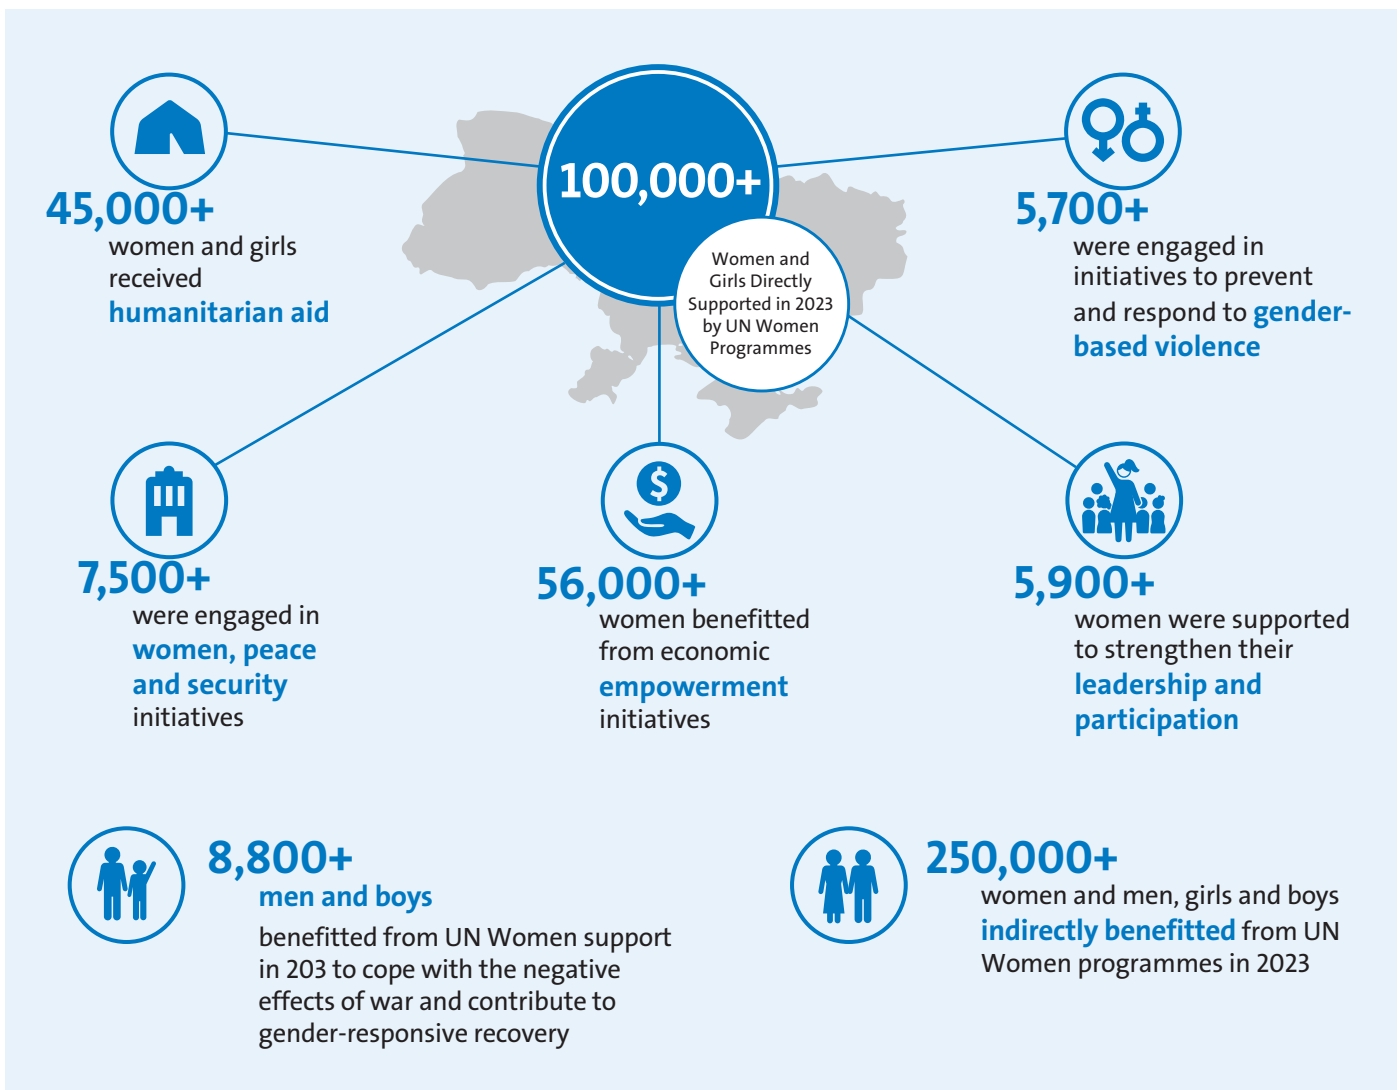 100,000+
Women and
Girls Directly
Supported in 2023
by UN Women
Programmes
45,000+
women and girls
received
humanitarian aid
5,700+
were engaged in
initiatives to prevent
and respond to gender-
based violence
7,500+
were engaged in
women, peace
and security
initiatives
$
56,000+
women benefitted
from economic
empowerment
initiatives
5,900+
women were supported
to strengthen their
leadership and
participation
8,800+
men and boys
benefitted from UN Women support
in 203 to cope with the negative
effects of war and contribute to
gender-responsive recovery
250,000+
women and men, girls and boys
indirectly benefitted from UN
Women programmes in 2023